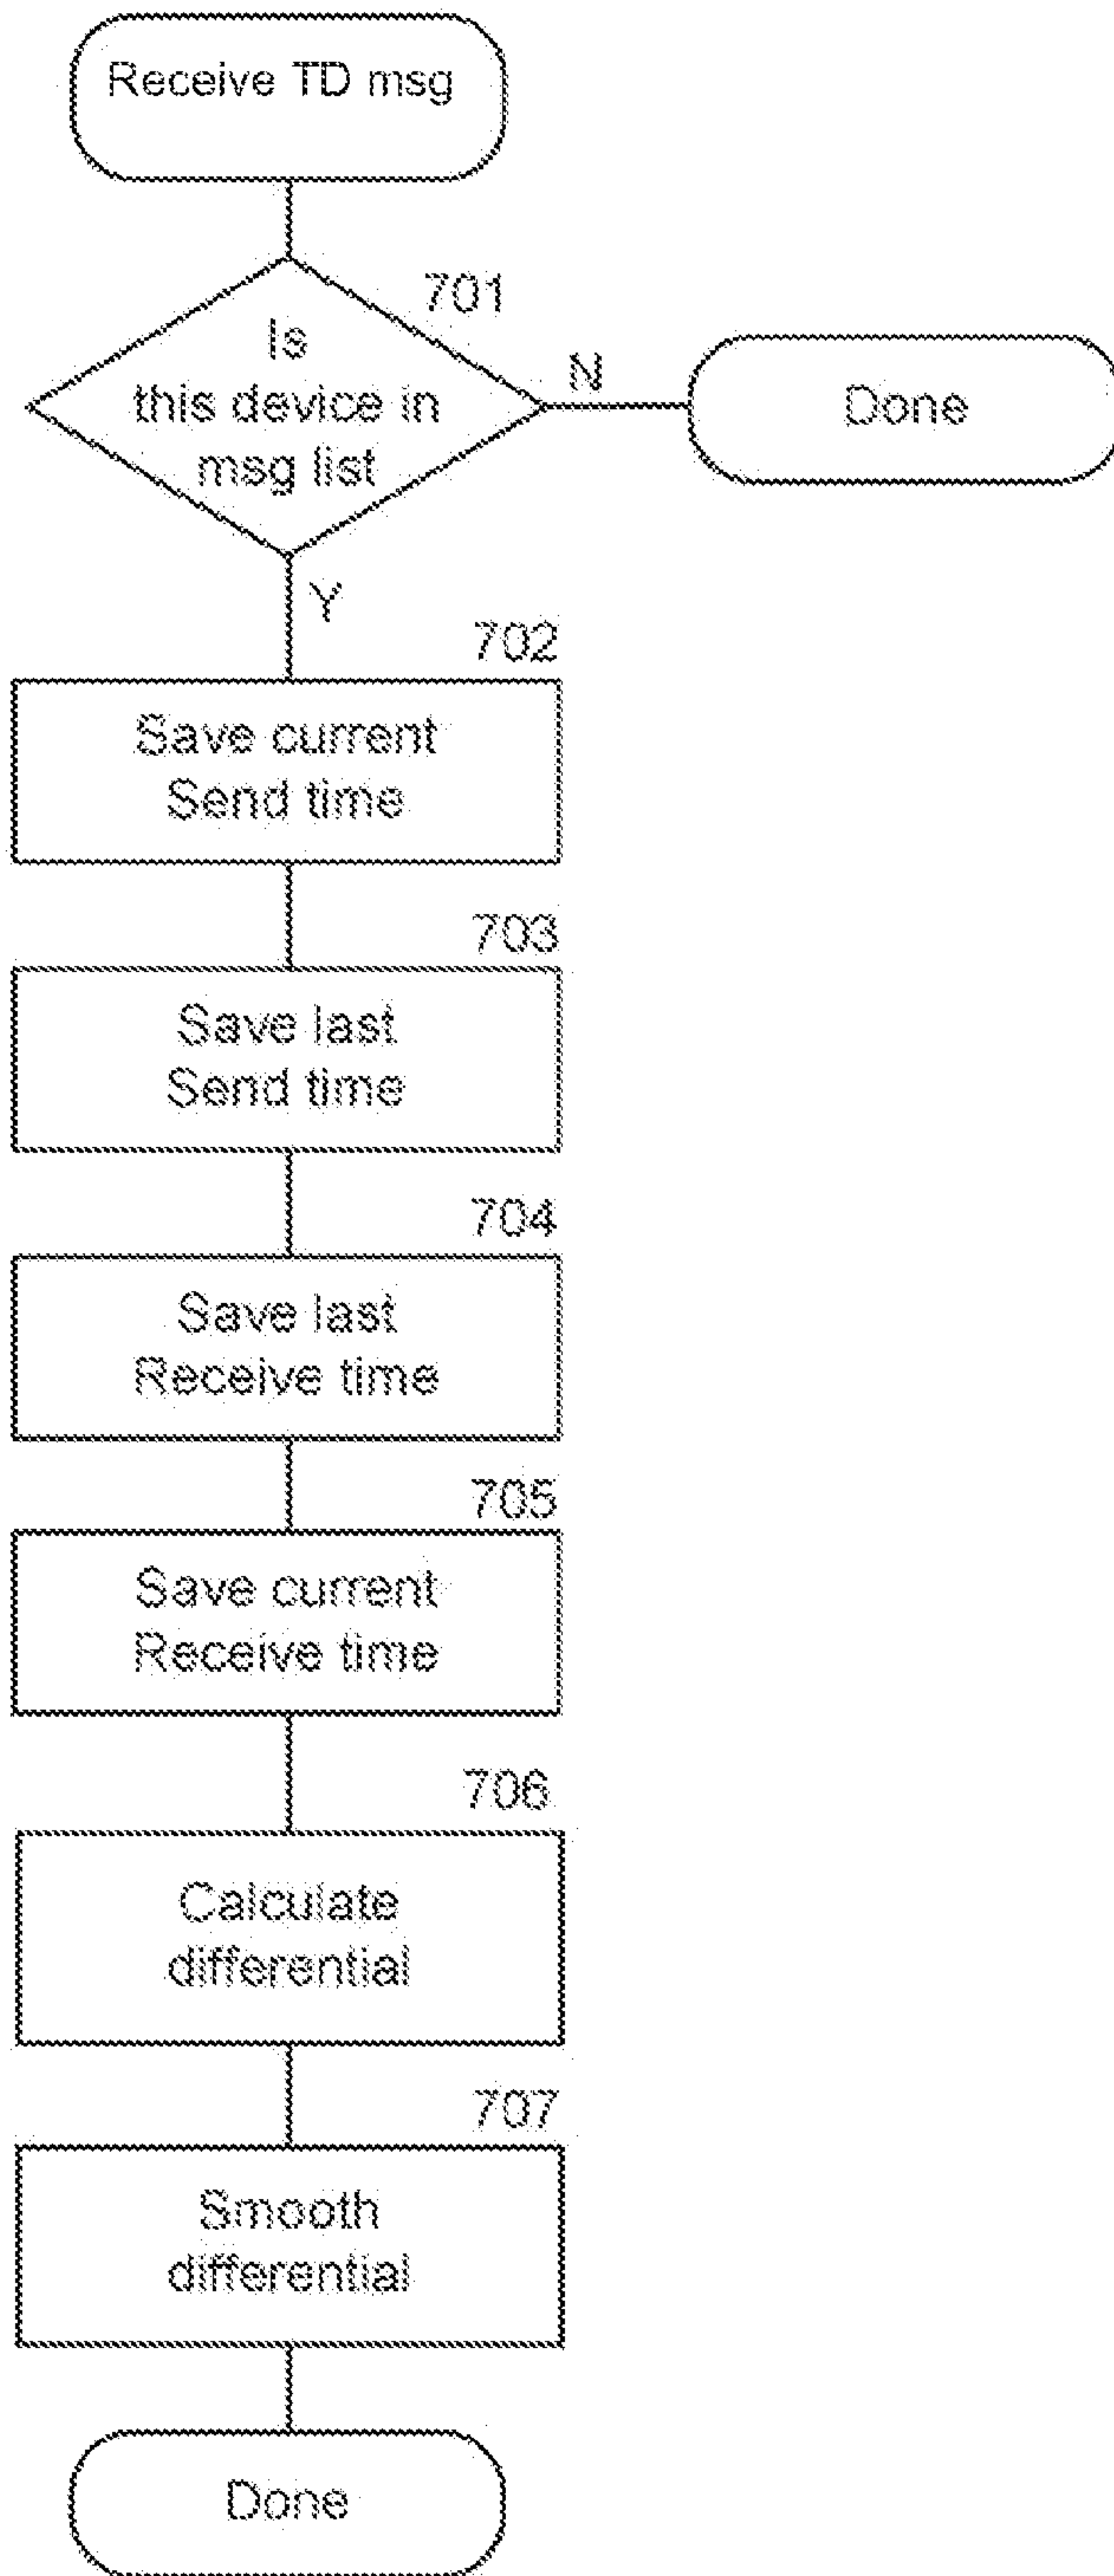 Receive TD msg
701
Is
this device in
msg list
N
Done
Y
702
Save current
Send time
703
Save last
Send time
704
Save last
Receive time
705
Save current
Receive time
706
Calculate
differential
707
Smooth
differential
Done